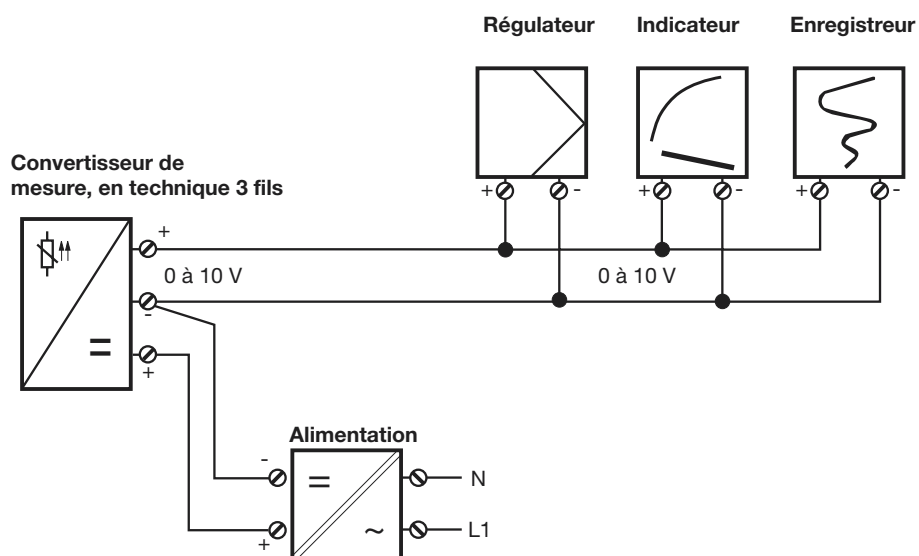 Régulateur
Indicateur
Enregistreur
Convertisseur de
mesure, en technique 3 fils
+
-
+
-
+
-
+
0 à 10 V
0 à 10 V
-
+
Alimentation
-
=
N
+
~
L1